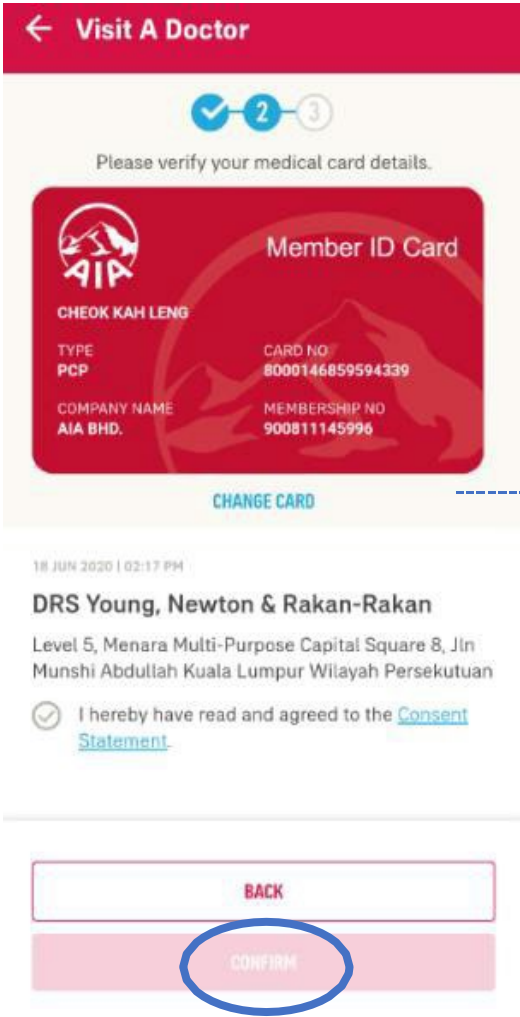 ← Visit A Doctor
2 3
Please verify your medical card details.
AIA
Member ID Card
CHEOK KAH LENG
TYPE CARD NO
PCP 8000146859594339
COMPANY NAME MEMBERSHIP NO
AIA BHD. 900811145996
CHANGE CARD
18 JUN 2020 | 02:17 PM
DRS Young, Newton & Rakan-Rakan
Level 5, Menara Multi-Purpose Capital Square 8, Jln
Munshi Abdullah Kuala Lumpur Wilayah Persekutuan
I hereby have read and agreed to the Consent
Statement.
BACK
CONFIRM